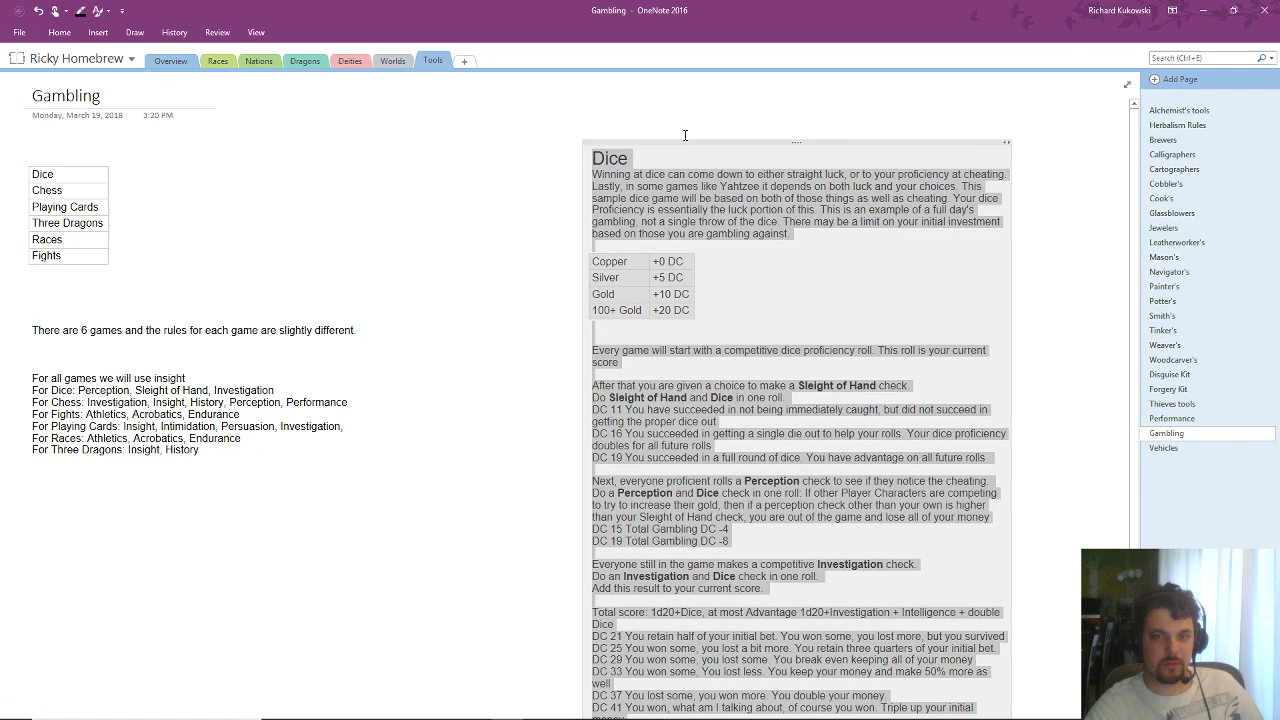 Gambling - OneNote 2016
Richard Kukowski
File Home Insert Draw History Review View
Ricky Homebrew
Overview Races Nations Dragons Deities Worlds Tools
Search (Ctrl+E)
Gambling
Monday, March 19, 2018 3:20 PM
Dice
Chess
Playing Cards
Three Dragons
Races
Fights
There are 6 games and the rules for each game are slightly different.
For all games we will use insight
For Dice: Perception, Sleight of Hand, Investigation
For Chess: Investigation, Insight, History, Perception, Performance
For Fights: Athletics, Acrobatics, Endurance
For Playing Cards: Insight, Intimidation, Persuasion, Investigation,
For Races: Athletics, Acrobatics, Endurance
For Three Dragons: Insight, History
Dice
Winning at dice can come down to either straight luck, or to your proficiency at cheating.
Lastly, in some games like Yahtzee it depends on both luck and your choices. This
sample dice game will be based on both of those things as well as cheating. Your dice
Proficiency is essentially the luck portion of this. This is an example of a full day's
gambling, not a single throw of the dice. There may be a limit on your initial investment
based on those you are gambling against.
Copper +0 DC
Silver +5 DC
Gold +10 DC
100+ Gold +20 DC
Every game will start with a competitive dice proficiency roll. This roll is your current
score
After that you are given a choice to make a Sleight of Hand check.
Do Sleight of Hand and Dice in one roll.
DC 11 You have succeeded in not being immediately caught, but did not succeed in
getting the proper dice out
DC 16 You succeeded in getting a single die out to help your rolls. Your dice proficiency
doubles for all future rolls
DC 19 You succeeded in a full round of dice. You have advantage on all future rolls
Next, everyone proficient rolls a Perception check to see if they notice the cheating.
Do a Perception and Dice check in one roll. If other Player Characters are competing
to try to increase their gold, then if a perception check other than your own is higher
than your Sleight of Hand check, you are out of the game and lose all of your money
DC 15 Total Gambling DC -4
DC 19 Total Gambling DC -8
Everyone still in the game makes a competitive Investigation check.
Do an Investigation and Dice check in one roll.
Add this result to your current score.
Total score: 1d20+Dice, at most Advantage 1d20+Investigation + Intelligence + double
Dice
DC 21 You retain half of your initial bet. You won some, you lost more, but you survived
DC 25 You won some, you lost a bit more. You retain three quarters of your initial bet.
DC 29 You won some, you lost some. You break even keeping all of your money
DC 33 You won some, You lost less. You keep your money and make 50% more as
well
DC 37 You lost some, you won more. You double your money.
DC 41 You won, what am I talking about, of course you won. Triple up your initial
money
Add Page
Alchemist's tools
Herbalism Rules
Brewers
Calligraphers
Cartographers
Cobbler's
Cook's
Glassblowers
Jewelers
Leatherworker's
Mason's
Navigator's
Painter's
Potter's
Smith's
Tinker's
Weaver's
Woodcarver's
Disguise Kit
Forgery Kit
Thieves tools
Performance
Gambling
Vehicles